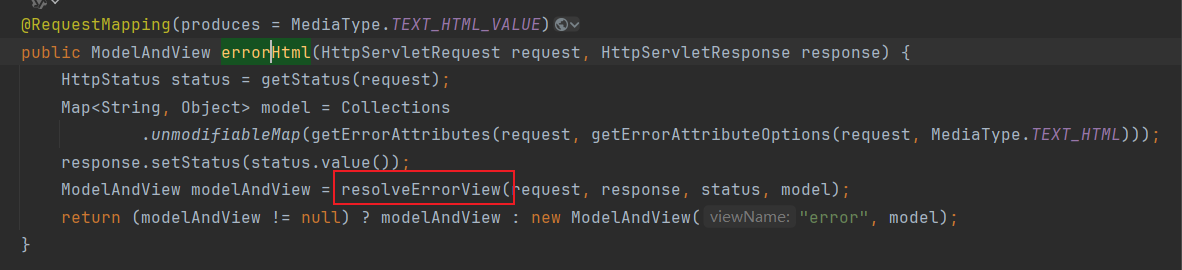 @RequestMapping(produces = MediaType.TEXT_HTML_VALUE)
public ModelAndView errorHtml(HttpServletRequest request, HttpServletResponse response) {
HttpStatus status = getStatus(request);
Map<String, Object> model = Collections
.unmodifiableMap(getErrorAttributes(request, getErrorAttributeOptions(request, MediaType.TEXT_HTML)));
response.setStatus(status.value());
ModelAndView modelAndView = resolveErrorView(request, response, status, model);
return (modelAndView != null) ? modelAndView : new ModelAndView( viewName: "error", model);
}